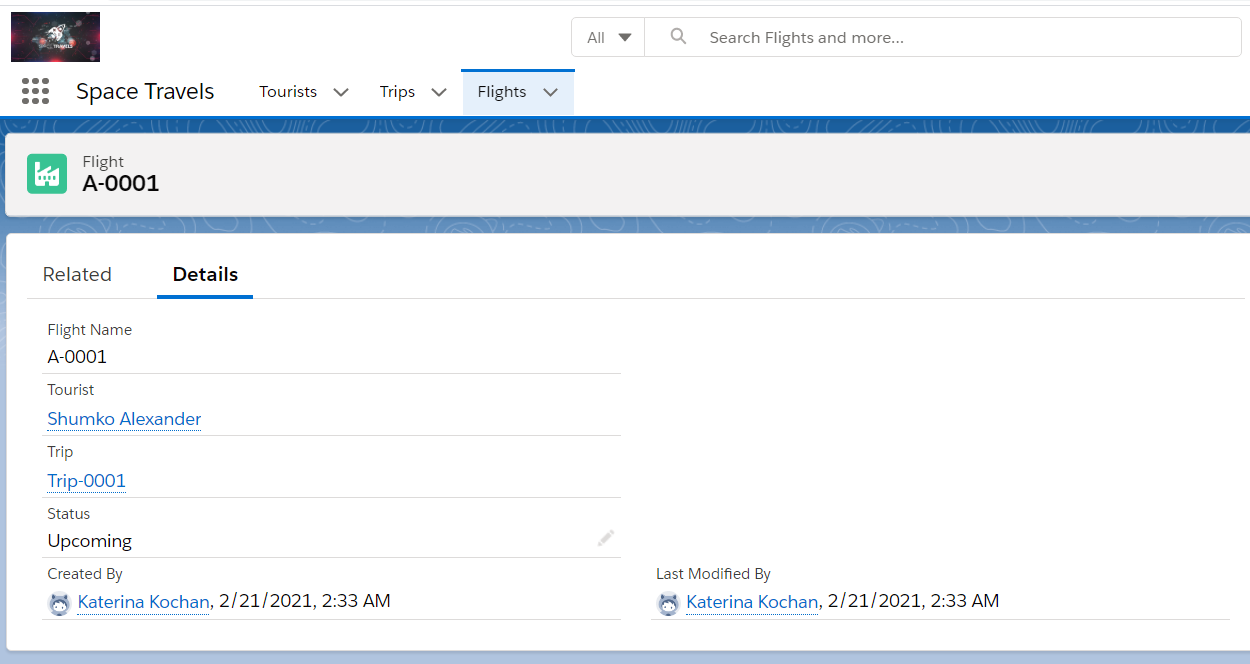 TRAVELS
All
Search Flights and more...
Space Travels
Tourists
Trips
Flights
Flight
A-0001
Related
Details
Flight Name
A-0001
Tourist
Shumko Alexander
Trip
Trip-0001
Status
Upcoming
Created By
Last Modified By
Katerina Kochan, 2/21/2021, 2:33 AM
Katerina Kochan, 2/21/2021, 2:33 AM